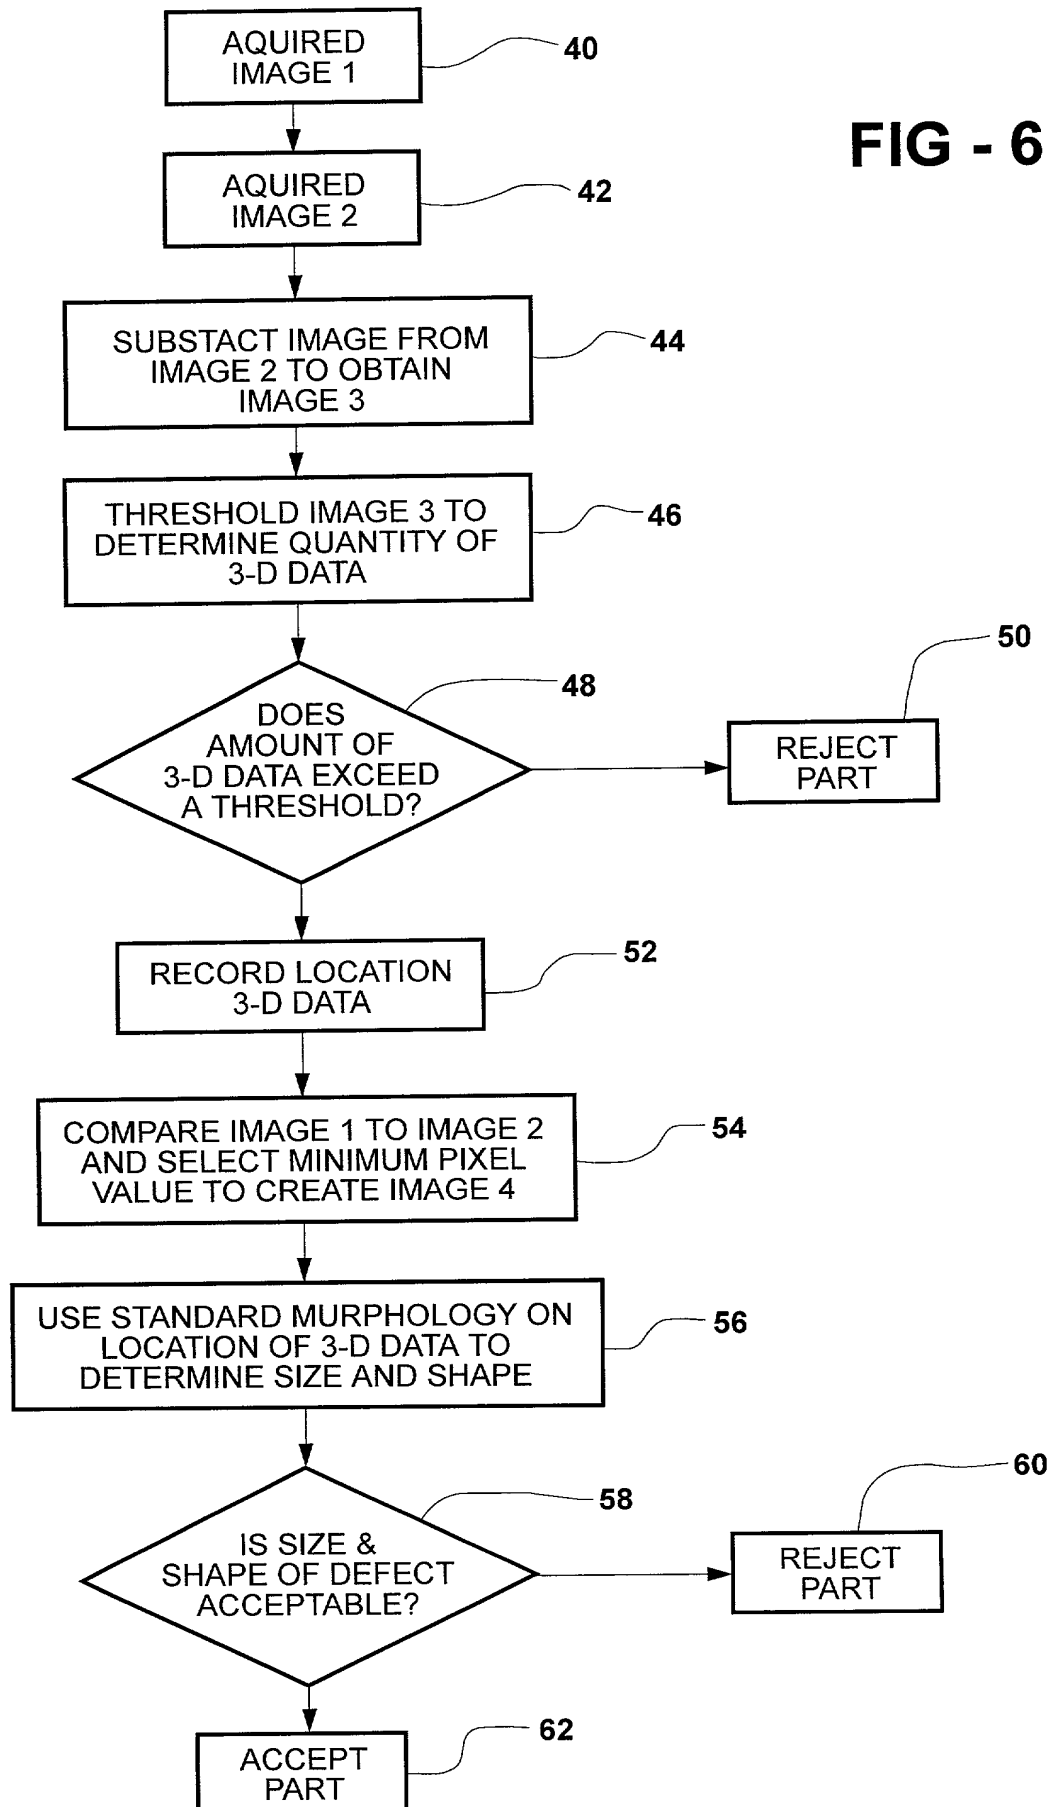 AQUIRED
IMAGE 1
40
FIG - 6
AQUIRED
IMAGE 2
42
SUBSTACT IMAGE FROM
IMAGE 2 TO OBTAIN
IMAGE 3
44
THRESHOLD IMAGE 3 TO
DETERMINE QUANTITY OF
3-D DATA
46
DOES
AMOUNT OF
3-D DATA EXCEED
A THRESHOLD?
48
REJECT
PART
50
RECORD LOCATION
3-D DATA
52
COMPARE IMAGE 1 TO IMAGE 2
AND SELECT MINIMUM PIXEL
VALUE TO CREATE IMAGE 4
54
USE STANDARD MURPHOLOGY ON
LOCATION OF 3-D DATA TO
DETERMINE SIZE AND SHAPE
56
IS SIZE &
SHAPE OF DEFECT
ACCEPTABLE?
58
REJECT
PART
60
ACCEPT
PART
62